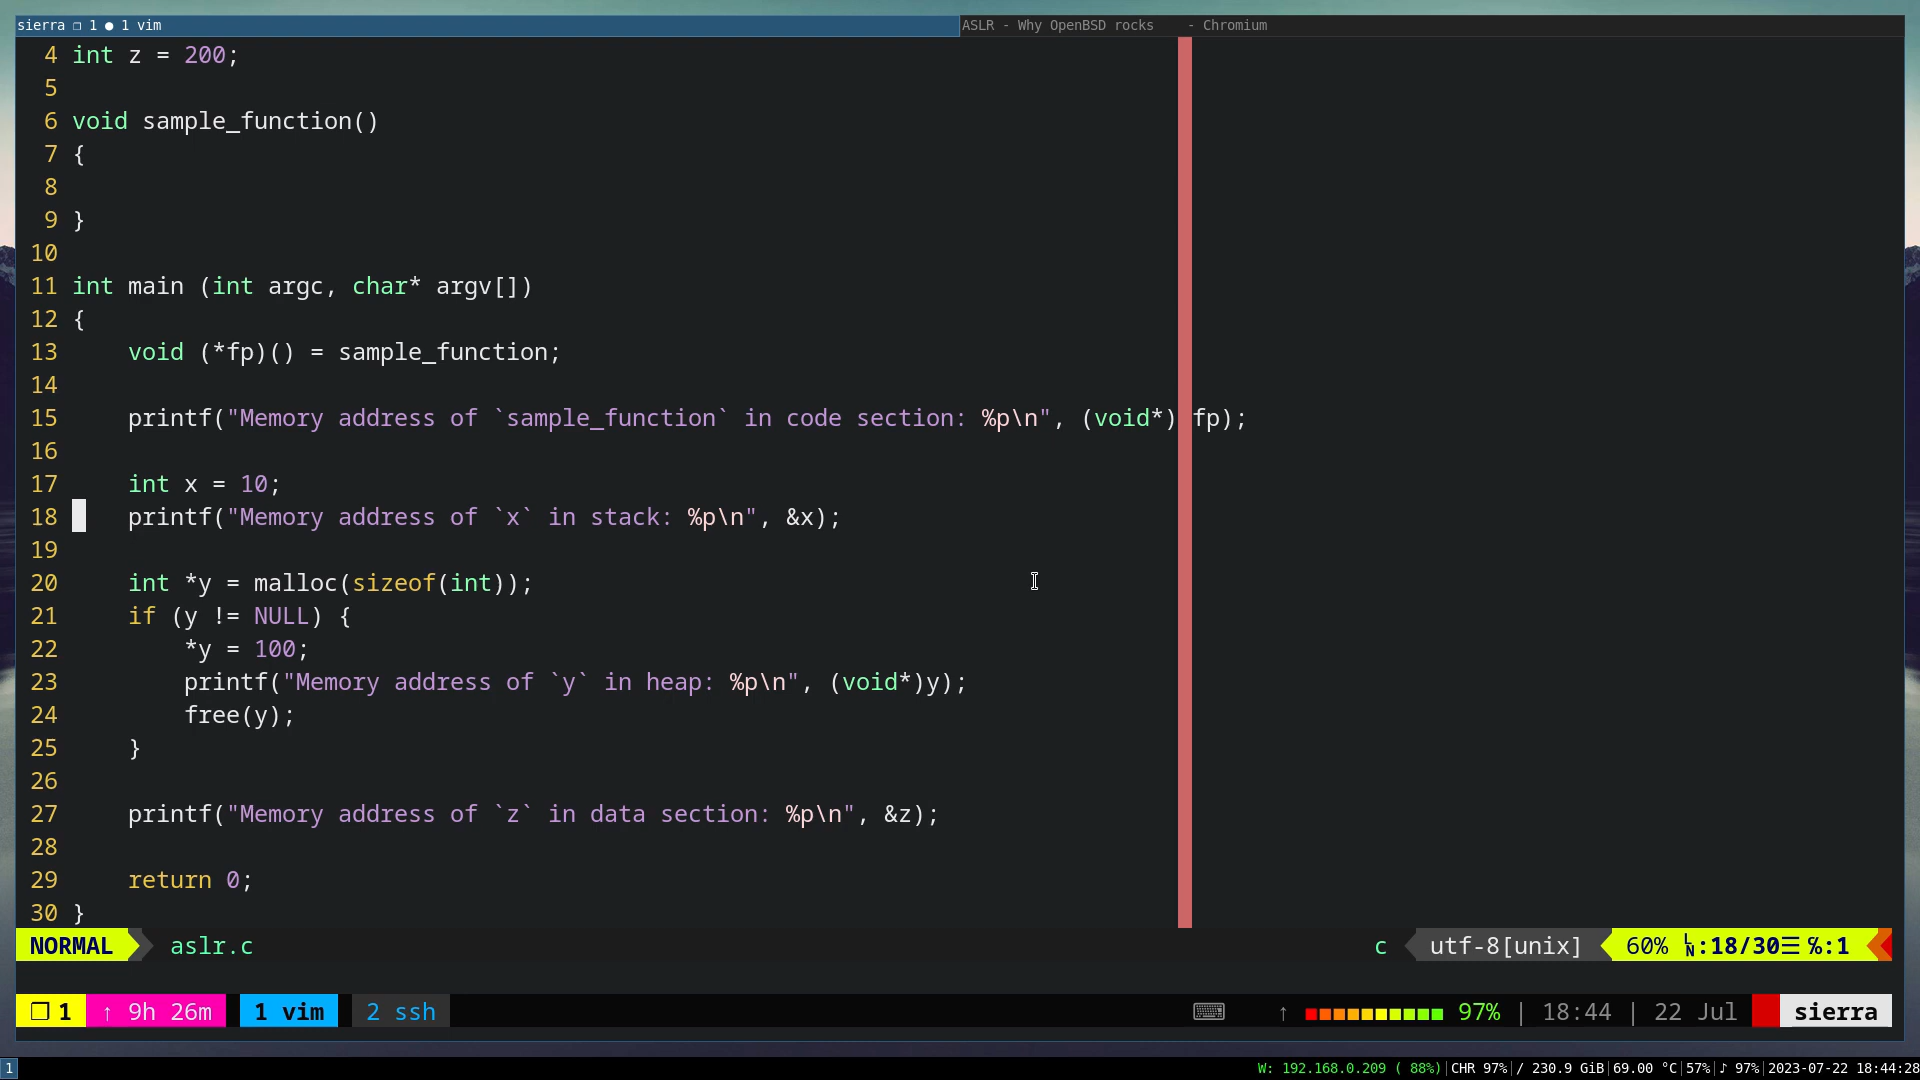 sierra ❐ 1 ● 1 vim
ASLR - Why OpenBSD rocks    - Chromium
4 int z = 200;
5
6 void sample_function()
7 {
8
9 }
10
11 int main (int argc, char* argv[])
12 {
13     void (*fp)() = sample_function;
14
15     printf("Memory address of `sample_function` in code section: %p\n", (void*) fp);
16
17     int x = 10;
18     printf("Memory address of `x` in stack: %p\n", &x);
19
20     int *y = malloc(sizeof(int));
21     if (y != NULL) {
22         *y = 100;
23         printf("Memory address of `y` in heap: %p\n", (void*)y);
24         free(y);
25     }
26
27     printf("Memory address of `z` in data section: %p\n", &z);
28
29     return 0;
30 }
NORMAL aslr.c c utf-8[unix] 60% ␤:18/30☰ ℅:1
❐ 1 ↑ 9h 26m 1 vim 2 ssh ⌨ ↑ 97% | 18:44 | 22 Jul sierra
1 W: 192.168.0.209 ( 88%)|CHR 97%|/ 230.9 GiB|69.00 °C|57%|♪ 97%|2023-07-22 18:44:28